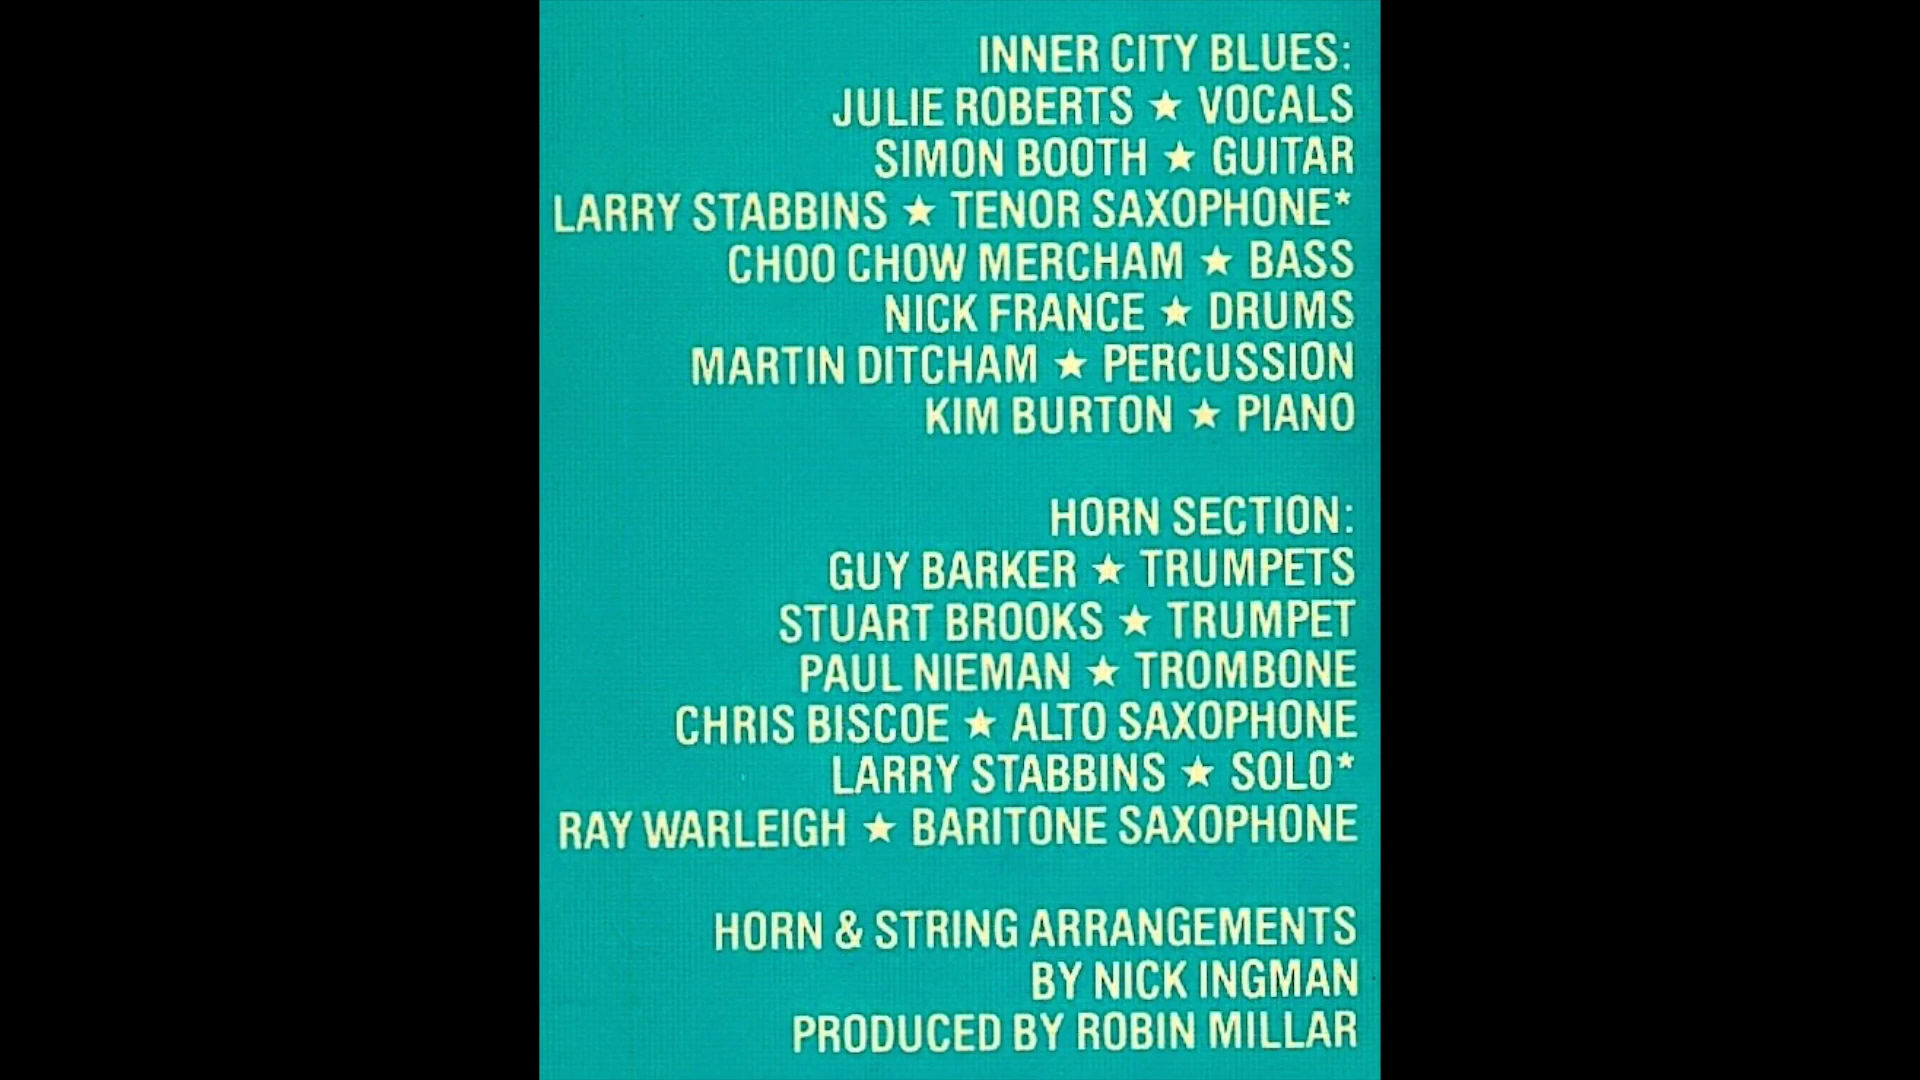 INNER CITY BLUES:
JULIE ROBERTS ★ VOCALS
SIMON BOOTH ★ GUITAR
LARRY STABBINS ★ TENOR SAXOPHONE*
CHOO CHOW MERCHAM ★ BASS
NICK FRANCE ★ DRUMS
MARTIN DITCHAM ★ PERCUSSION
KIM BURTON ★ PIANO
HORN SECTION:
GUY BARKER ★ TRUMPETS
STUART BROOKS ★ TRUMPET
PAUL NIEMAN ★ TROMBONE
CHRIS BISCOE ★ ALTO SAXOPHONE
LARRY STABBINS ★ SOLO*
RAY WARLEIGH ★ BARITONE SAXOPHONE
HORN & STRING ARRANGEMENTS
BY NICK INGMAN
PRODUCED BY ROBIN MILLAR